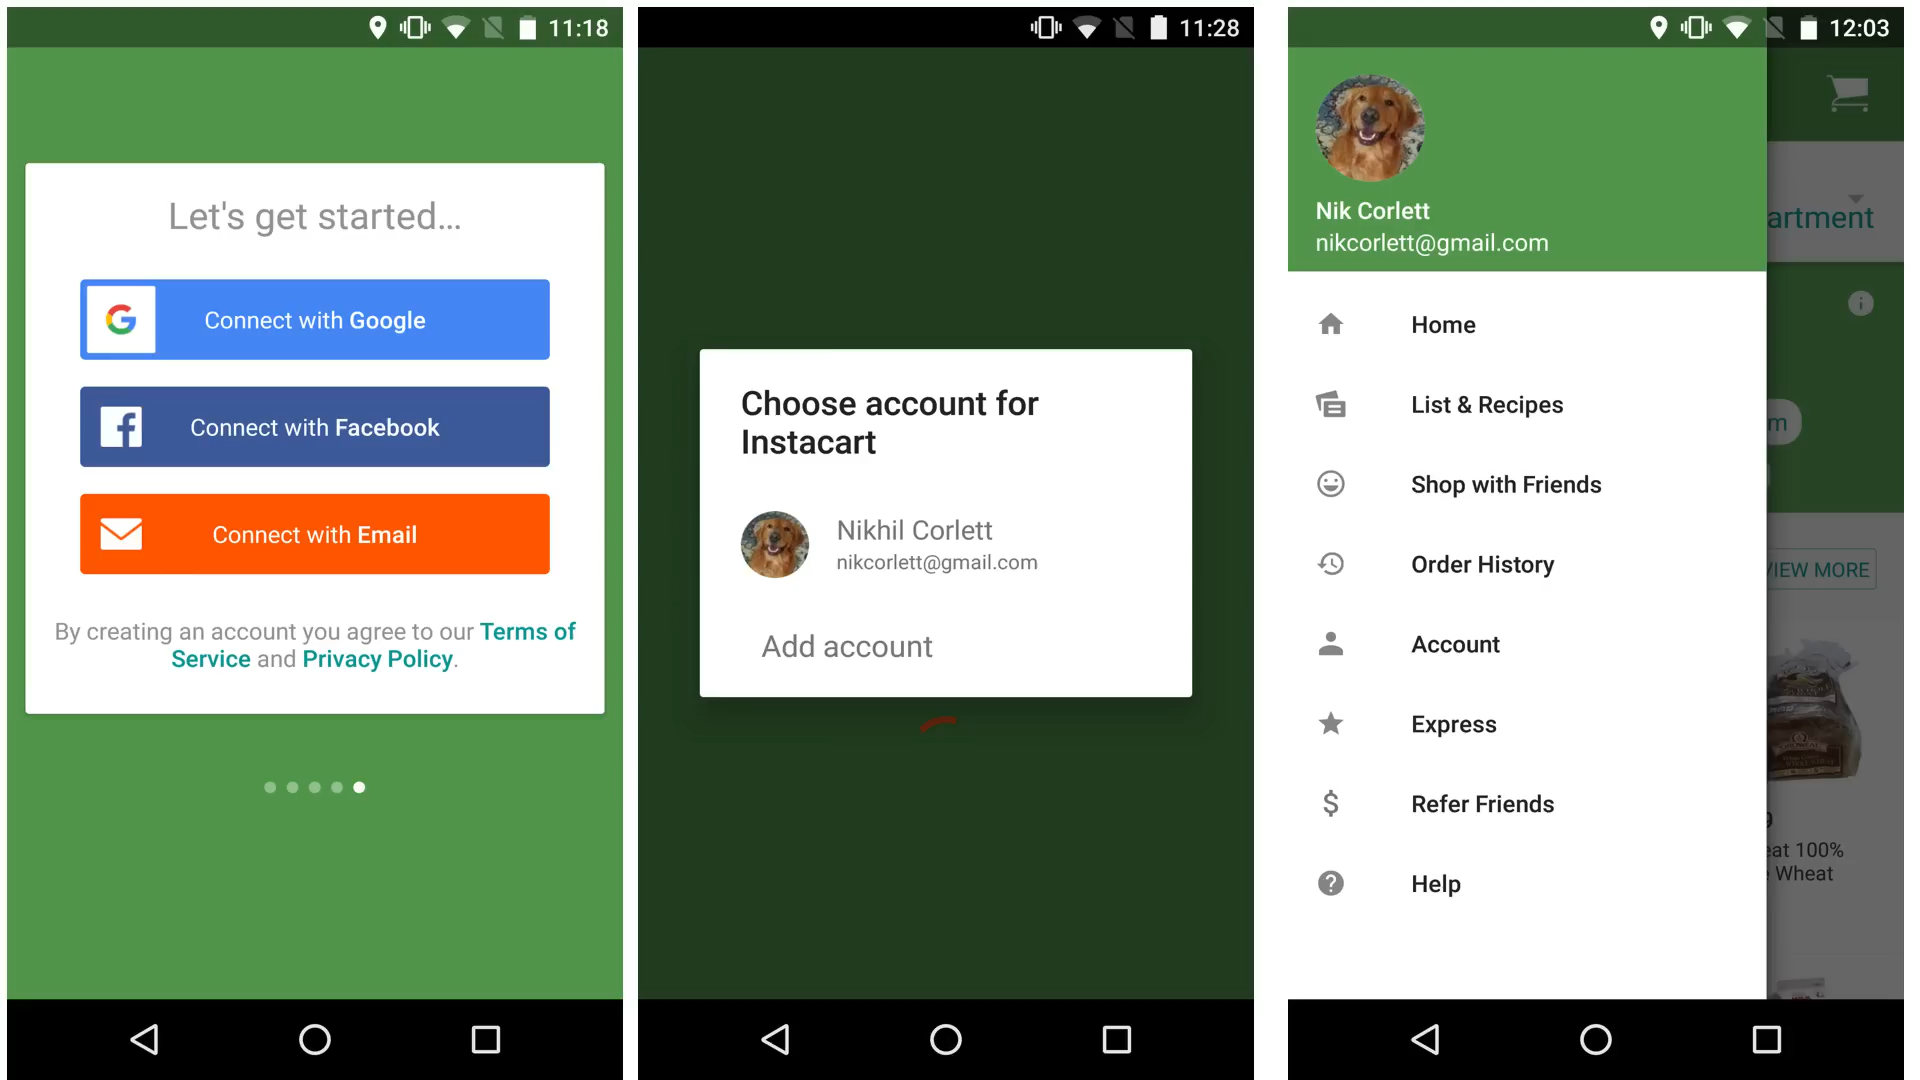 11:18
Let's get started...
Connect with Google
Connect with Facebook
Connect with Email
By creating an account you agree to our Terms of
Service and Privacy Policy.
11:28
Choose account for
Instacart
Nikhil Corlett
nikcorlett@gmail.com
Add account
12:03
Nik Corlett
nikcorlett@gmail.com
Home
List & Recipes
Shop with Friends
Order History
Account
Express
Refer Friends
Help
artment
m
VIEW MORE
9
eat 100%
Wheat